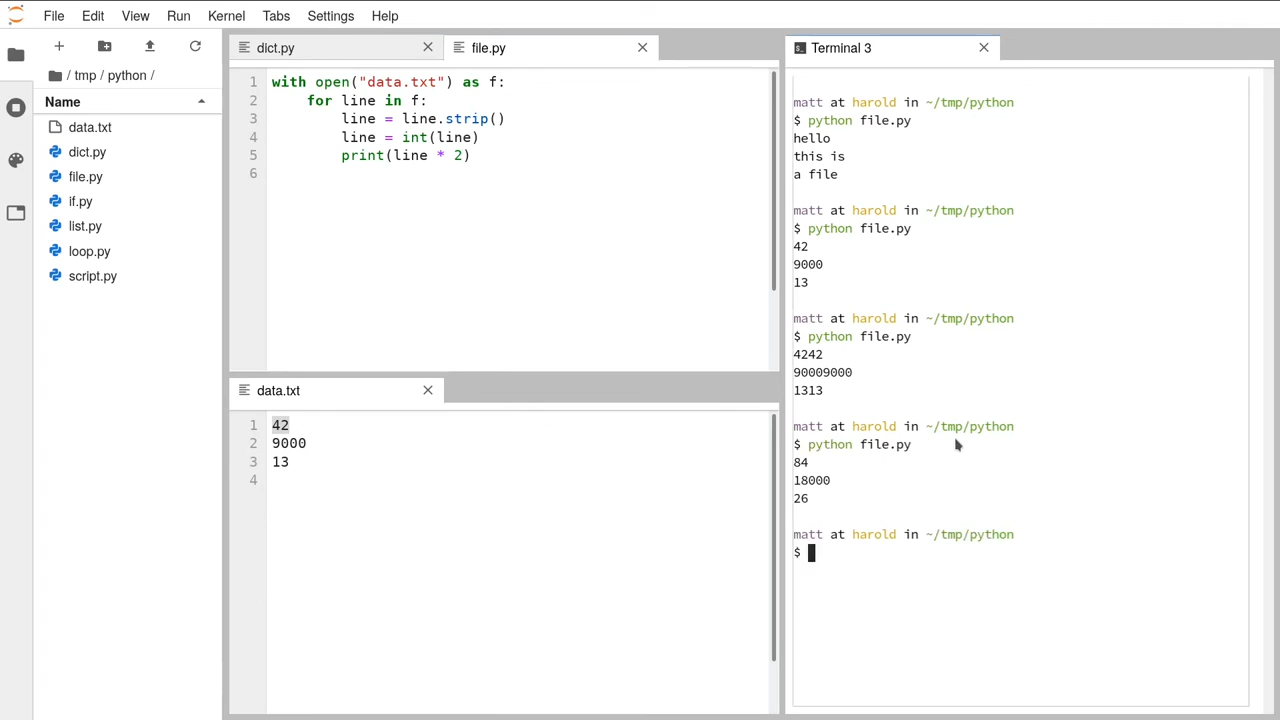 File Edit View Run Kernel Tabs Settings Help
/ tmp / python /
Name
data.txt
dict.py
file.py
if.py
list.py
loop.py
script.py
dict.py
file.py
1 with open("data.txt") as f:
2     for line in f:
3         line = line.strip()
4         line = int(line)
5         print(line * 2)
6
data.txt
1 42
2 9000
3 13
4
Terminal 3
matt at harold in ~/tmp/python
$ python file.py
hello
this is
a file
matt at harold in ~/tmp/python
$ python file.py
42
9000
13
matt at harold in ~/tmp/python
$ python file.py
4242
90009000
1313
matt at harold in ~/tmp/python
$ python file.py
84
18000
26
matt at harold in ~/tmp/python
$